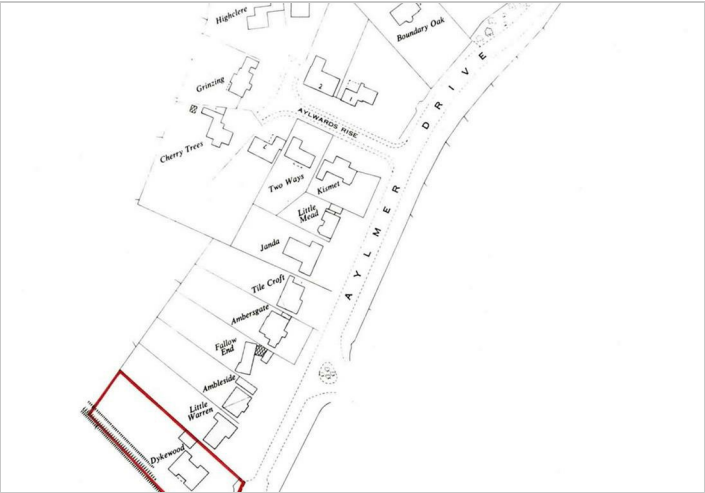 Highclere
Boundary Oak
Grinzing
2
1
AYLWARDS RISE
AYLMER DRIVE
Cherry Trees
Two Ways
Kismet
Little
Mead
Janda
Tile Croft
Ambersgate
Fallow
End
Ambleside
Little
Warren
Dykewood